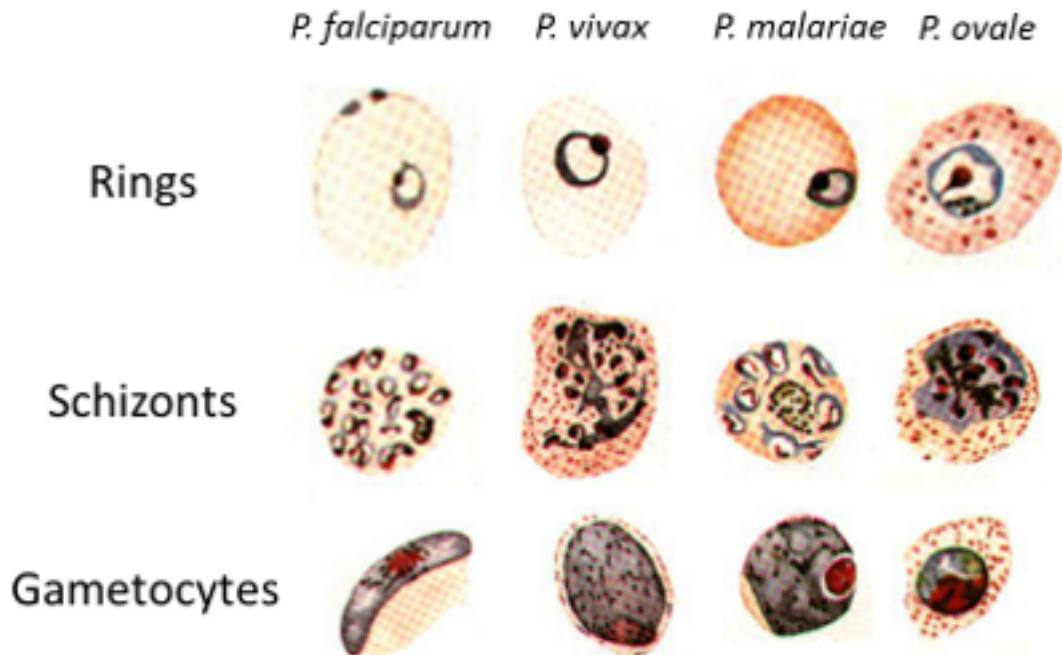 P. falciparum P. vivax P. malariae P. ovale
Rings
Schizonts
Gametocytes